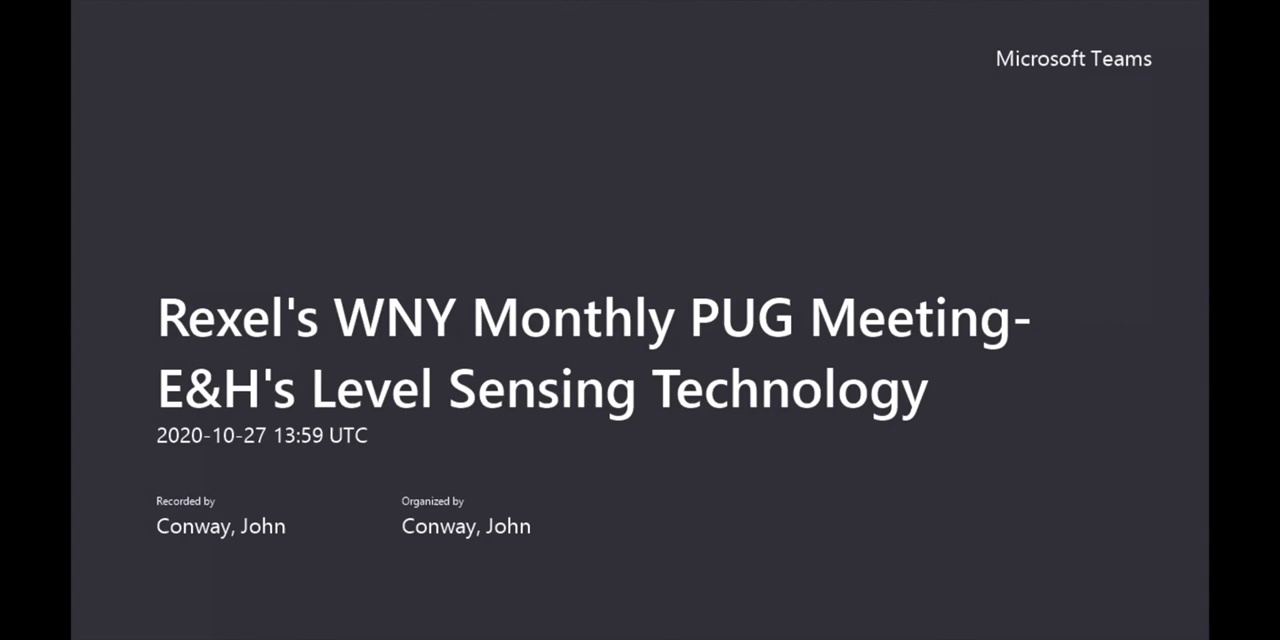 Microsoft Teams
Rexel's WNY Monthly PUG Meeting-
E&H's Level Sensing Technology
2020-10-27 13:59 UTC
Recorded by
Organized by
Conway, John
Conway, John